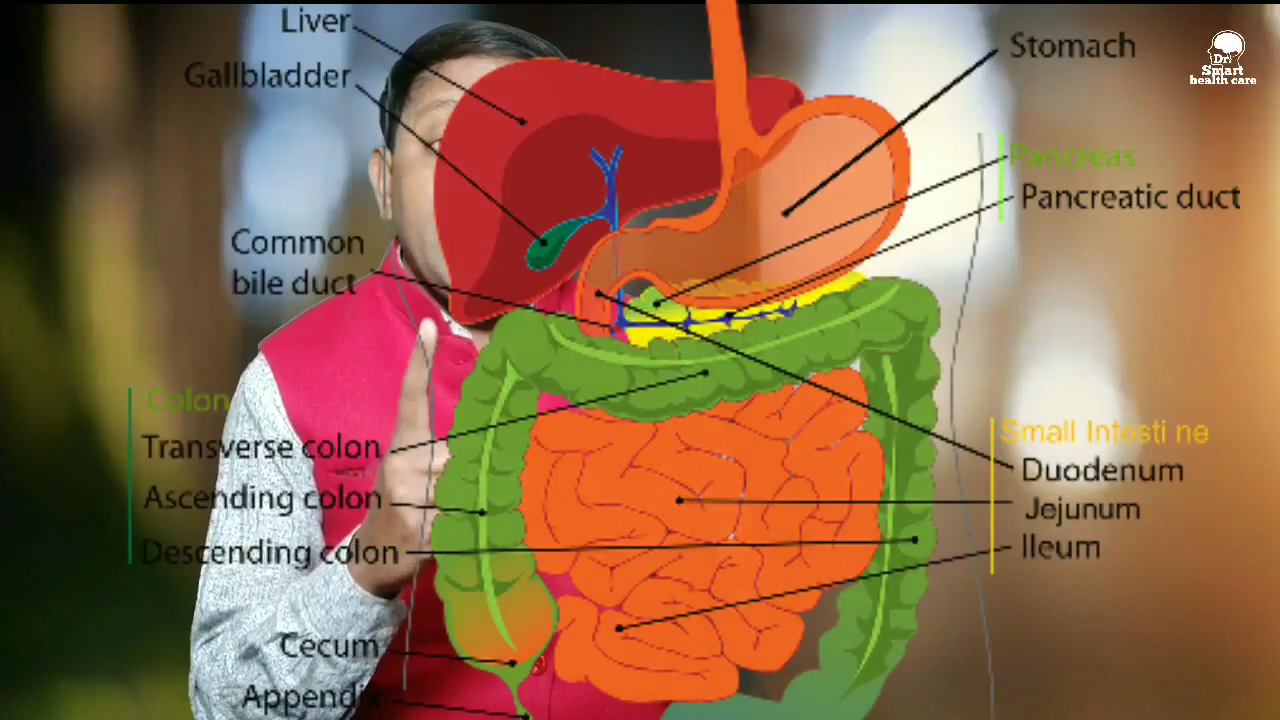 Liver
Gallbladder
Common
bile duct
Colon
Transverse colon
Ascending colon
Descending colon
Cecum
Appendix
Stomach
Pancreas
Pancreatic duct
Small Intesti ne
Duodenum
Jejunum
Ileum
Dr.
Smart
health care